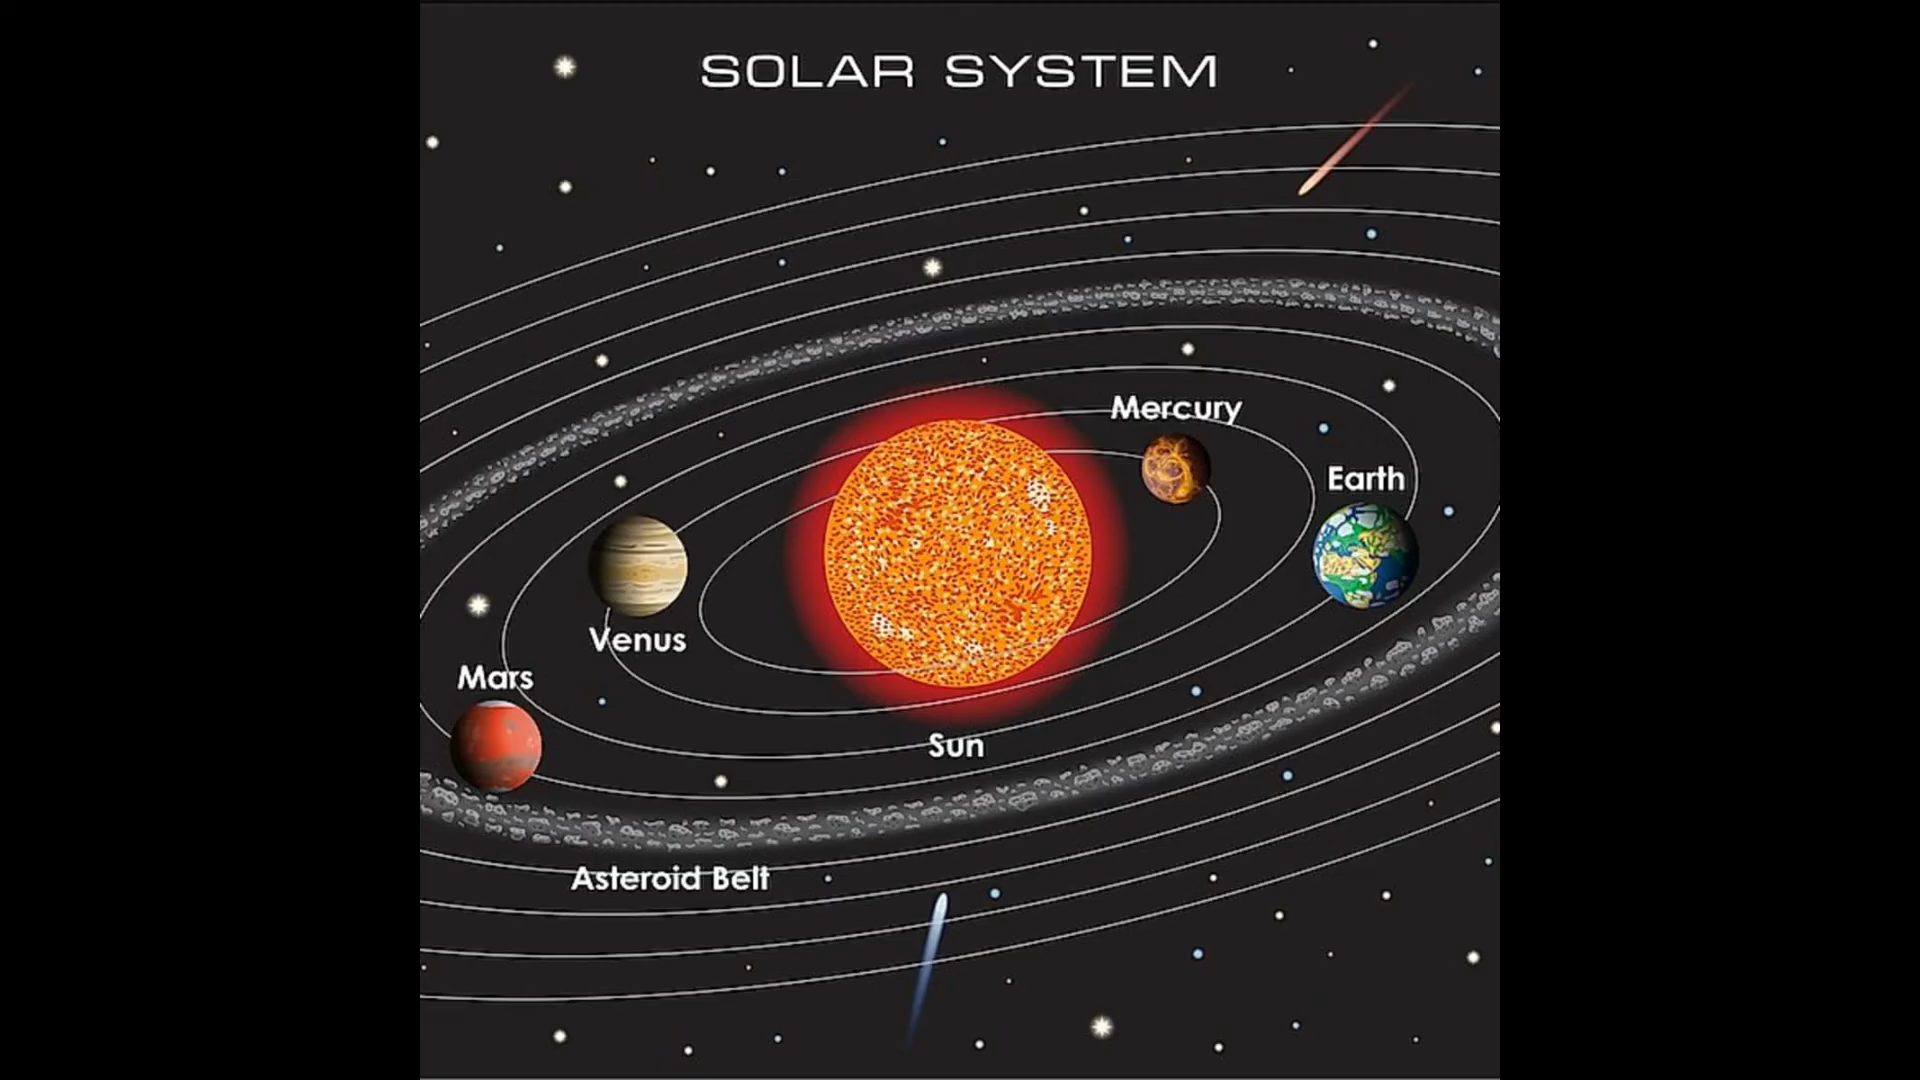 SOLAR SYSTEM
Mercury
Earth
Venus
Mars
Sun
Asteroid Belt